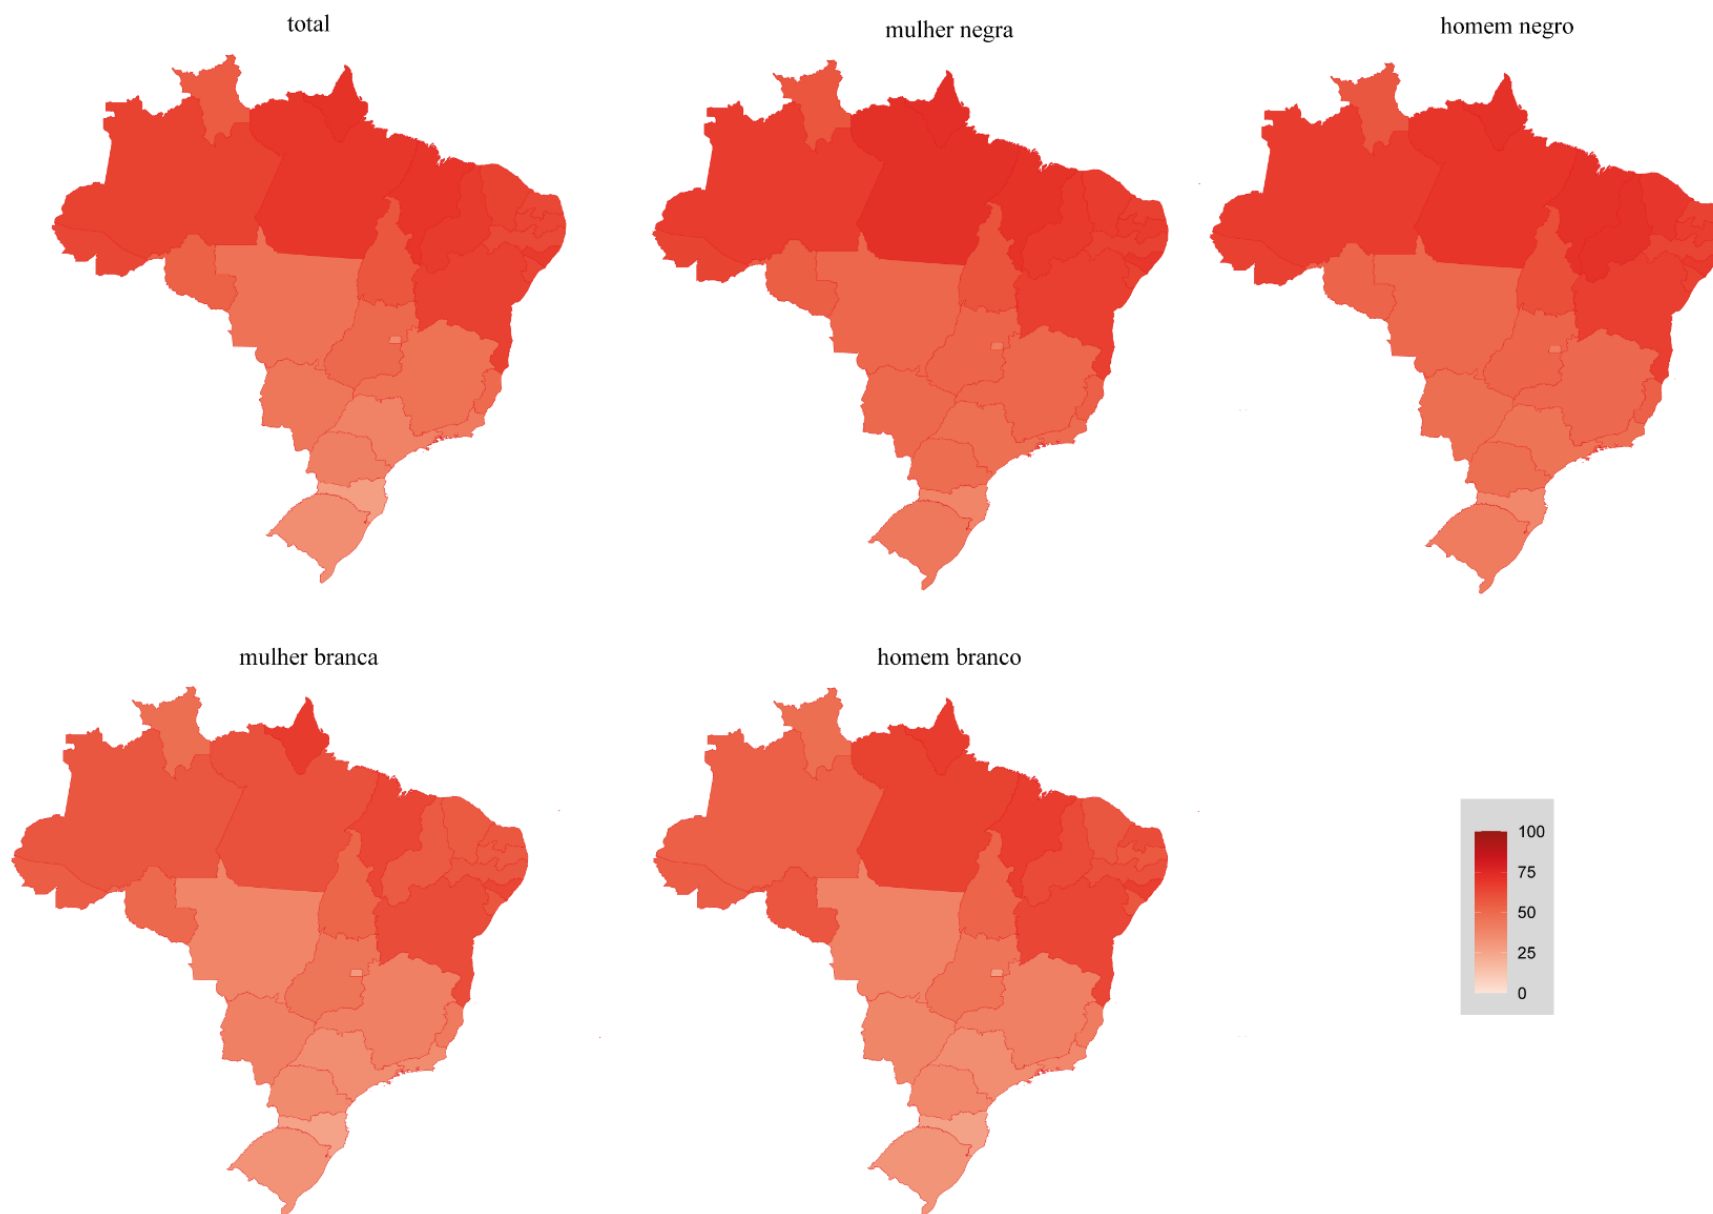 total
mulher negra
homem negro
mulher branca
homem branco
100
75
50
25
0